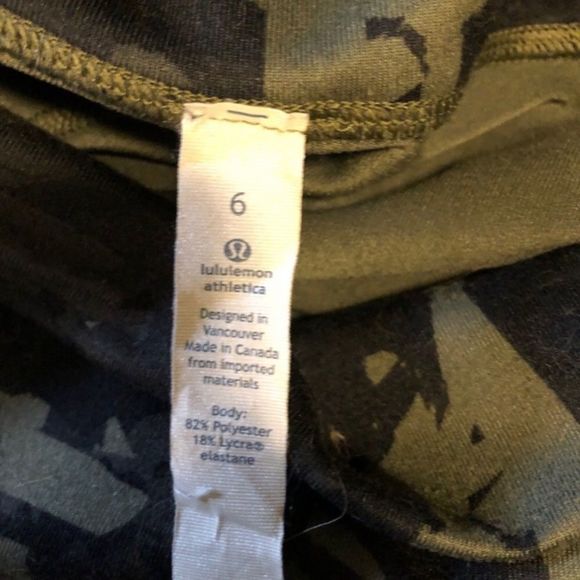 6
lululemon
athletica
Designed in
Vancouver
Made in Canada
from imported
materials
Body:
82% Polyester
18% Lycra®
elastane